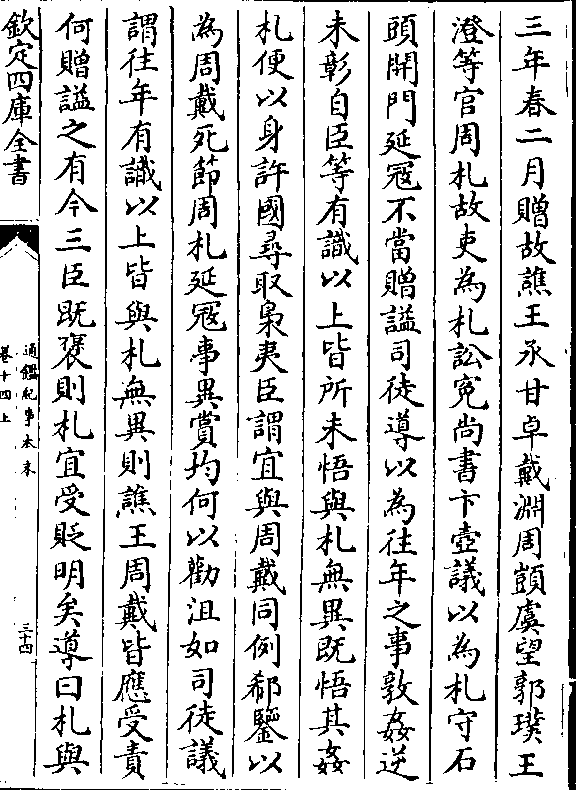 三年春二月贈故譙王承甘卓戴淵周顗虞望郭璞王
澄等官周札故吏為札訟寃尚書卞壼議以為札守石
頭開門延寇不當贈謚司徒導以為往年之事敦姦逆
未彰自臣等有識以上皆所未悟與札無異既悟其姦
札便以身許國尋取梟夷臣謂宜與周戴同例郗鑒以
為周戴死節周札延寇事異賞均何以勸沮如司徒議
謂往年有識以上皆與札無異則譙王周戴皆應受責
何贈謚之有今三臣既褒則札宜受貶明矣導曰札與
欽定四庫全書
通鑑紀事本末
卷十四上
三十四